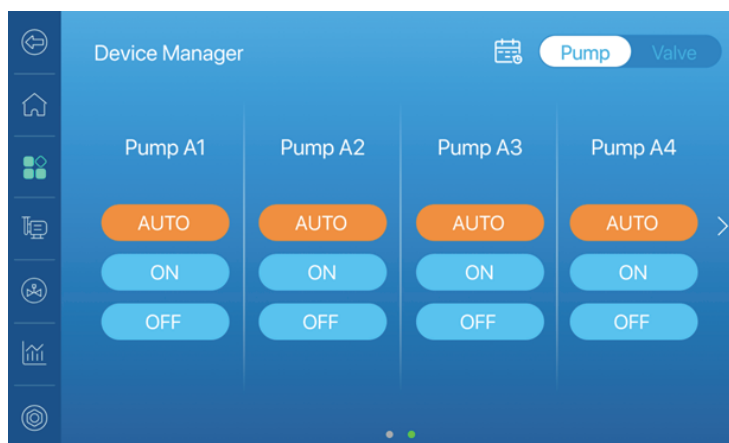 Device Manager
Pump Valve
Pump A1 Pump A2 Pump A3 Pump A4
AUTO AUTO AUTO AUTO
ON ON ON ON
OFF OFF OFF OFF